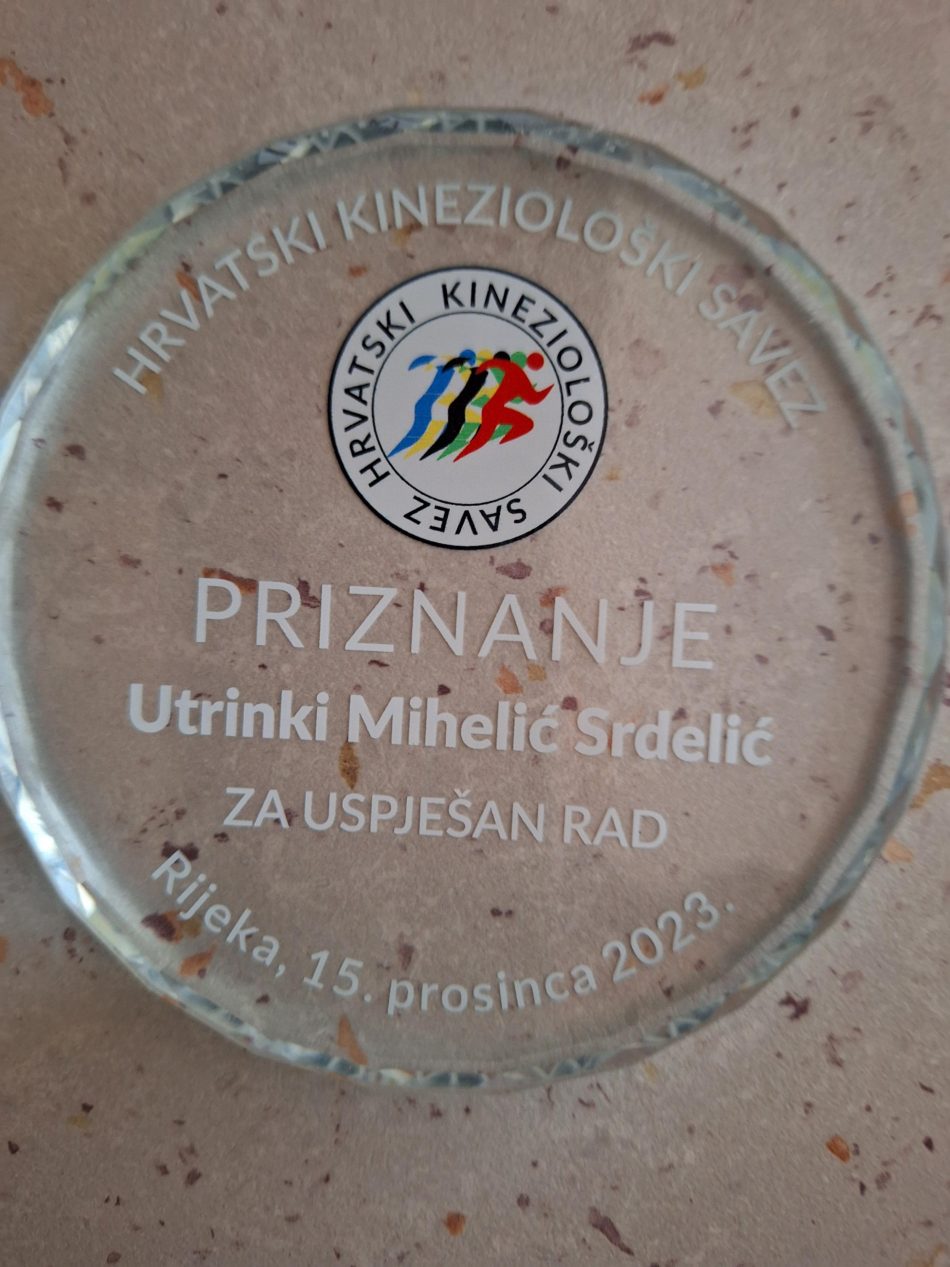 HRVATSKI KINEZIOLOŠKI SAVEZ
HRVATSKI KINEZIOLOŠKI SAVEZ
PRIZNANJE
Utrinki Mihelić Srdelić
ZA USPJEŠAN RAD
Rijeka, 15. prosinca 2023.